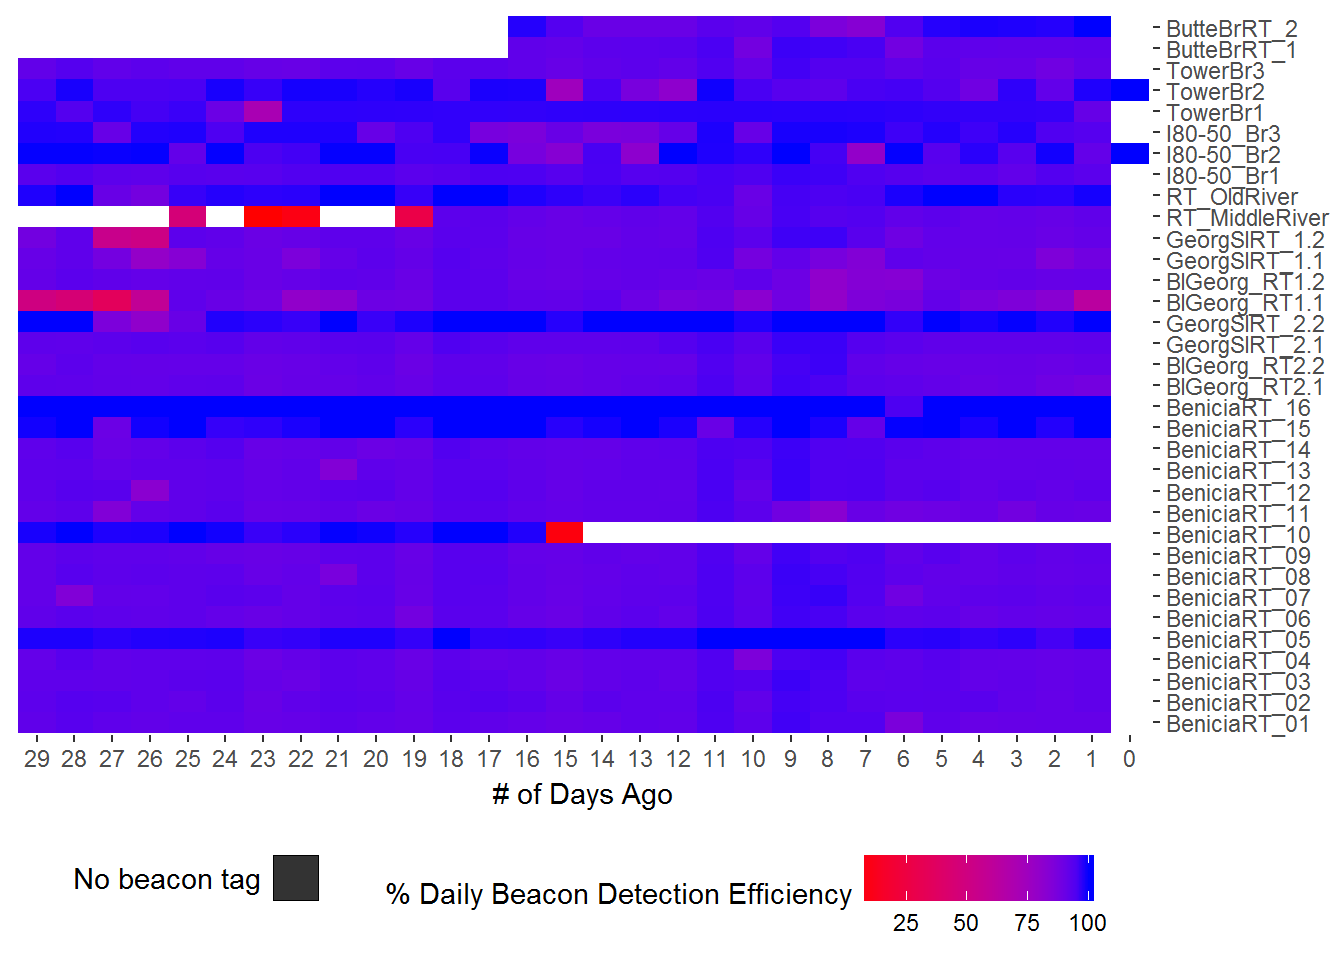 ButteBrRT_2
ButteBrRT_1
TowerBr3
TowerBr2
TowerBr1
I80-50_Br3
I80-50_Br2
I80-50_Br1
RT_OldRiver
RT_MiddleRiver
GeorgSlRT_1.2
GeorgSlRT_1.1
BlGeorg_RT1.2
BlGeorg_RT1.1
GeorgSlRT_2.2
GeorgSlRT_2.1
BlGeorg_RT2.2
BlGeorg_RT2.1
BeniciaRT_16
BeniciaRT_15
BeniciaRT_14
BeniciaRT_13
BeniciaRT_12
BeniciaRT_11
BeniciaRT_10
BeniciaRT_09
BeniciaRT_08
BeniciaRT_07
BeniciaRT_06
BeniciaRT_05
BeniciaRT_04
BeniciaRT_03
BeniciaRT_02
BeniciaRT_01
29 28 27 26 25 24 23 22 21 20 19 18 17 16 15 14 13 12 11 10 9 8 7 6 5 4 3 2 1 0
# of Days Ago
No beacon tag
% Daily Beacon Detection Efficiency
25 50 75 100